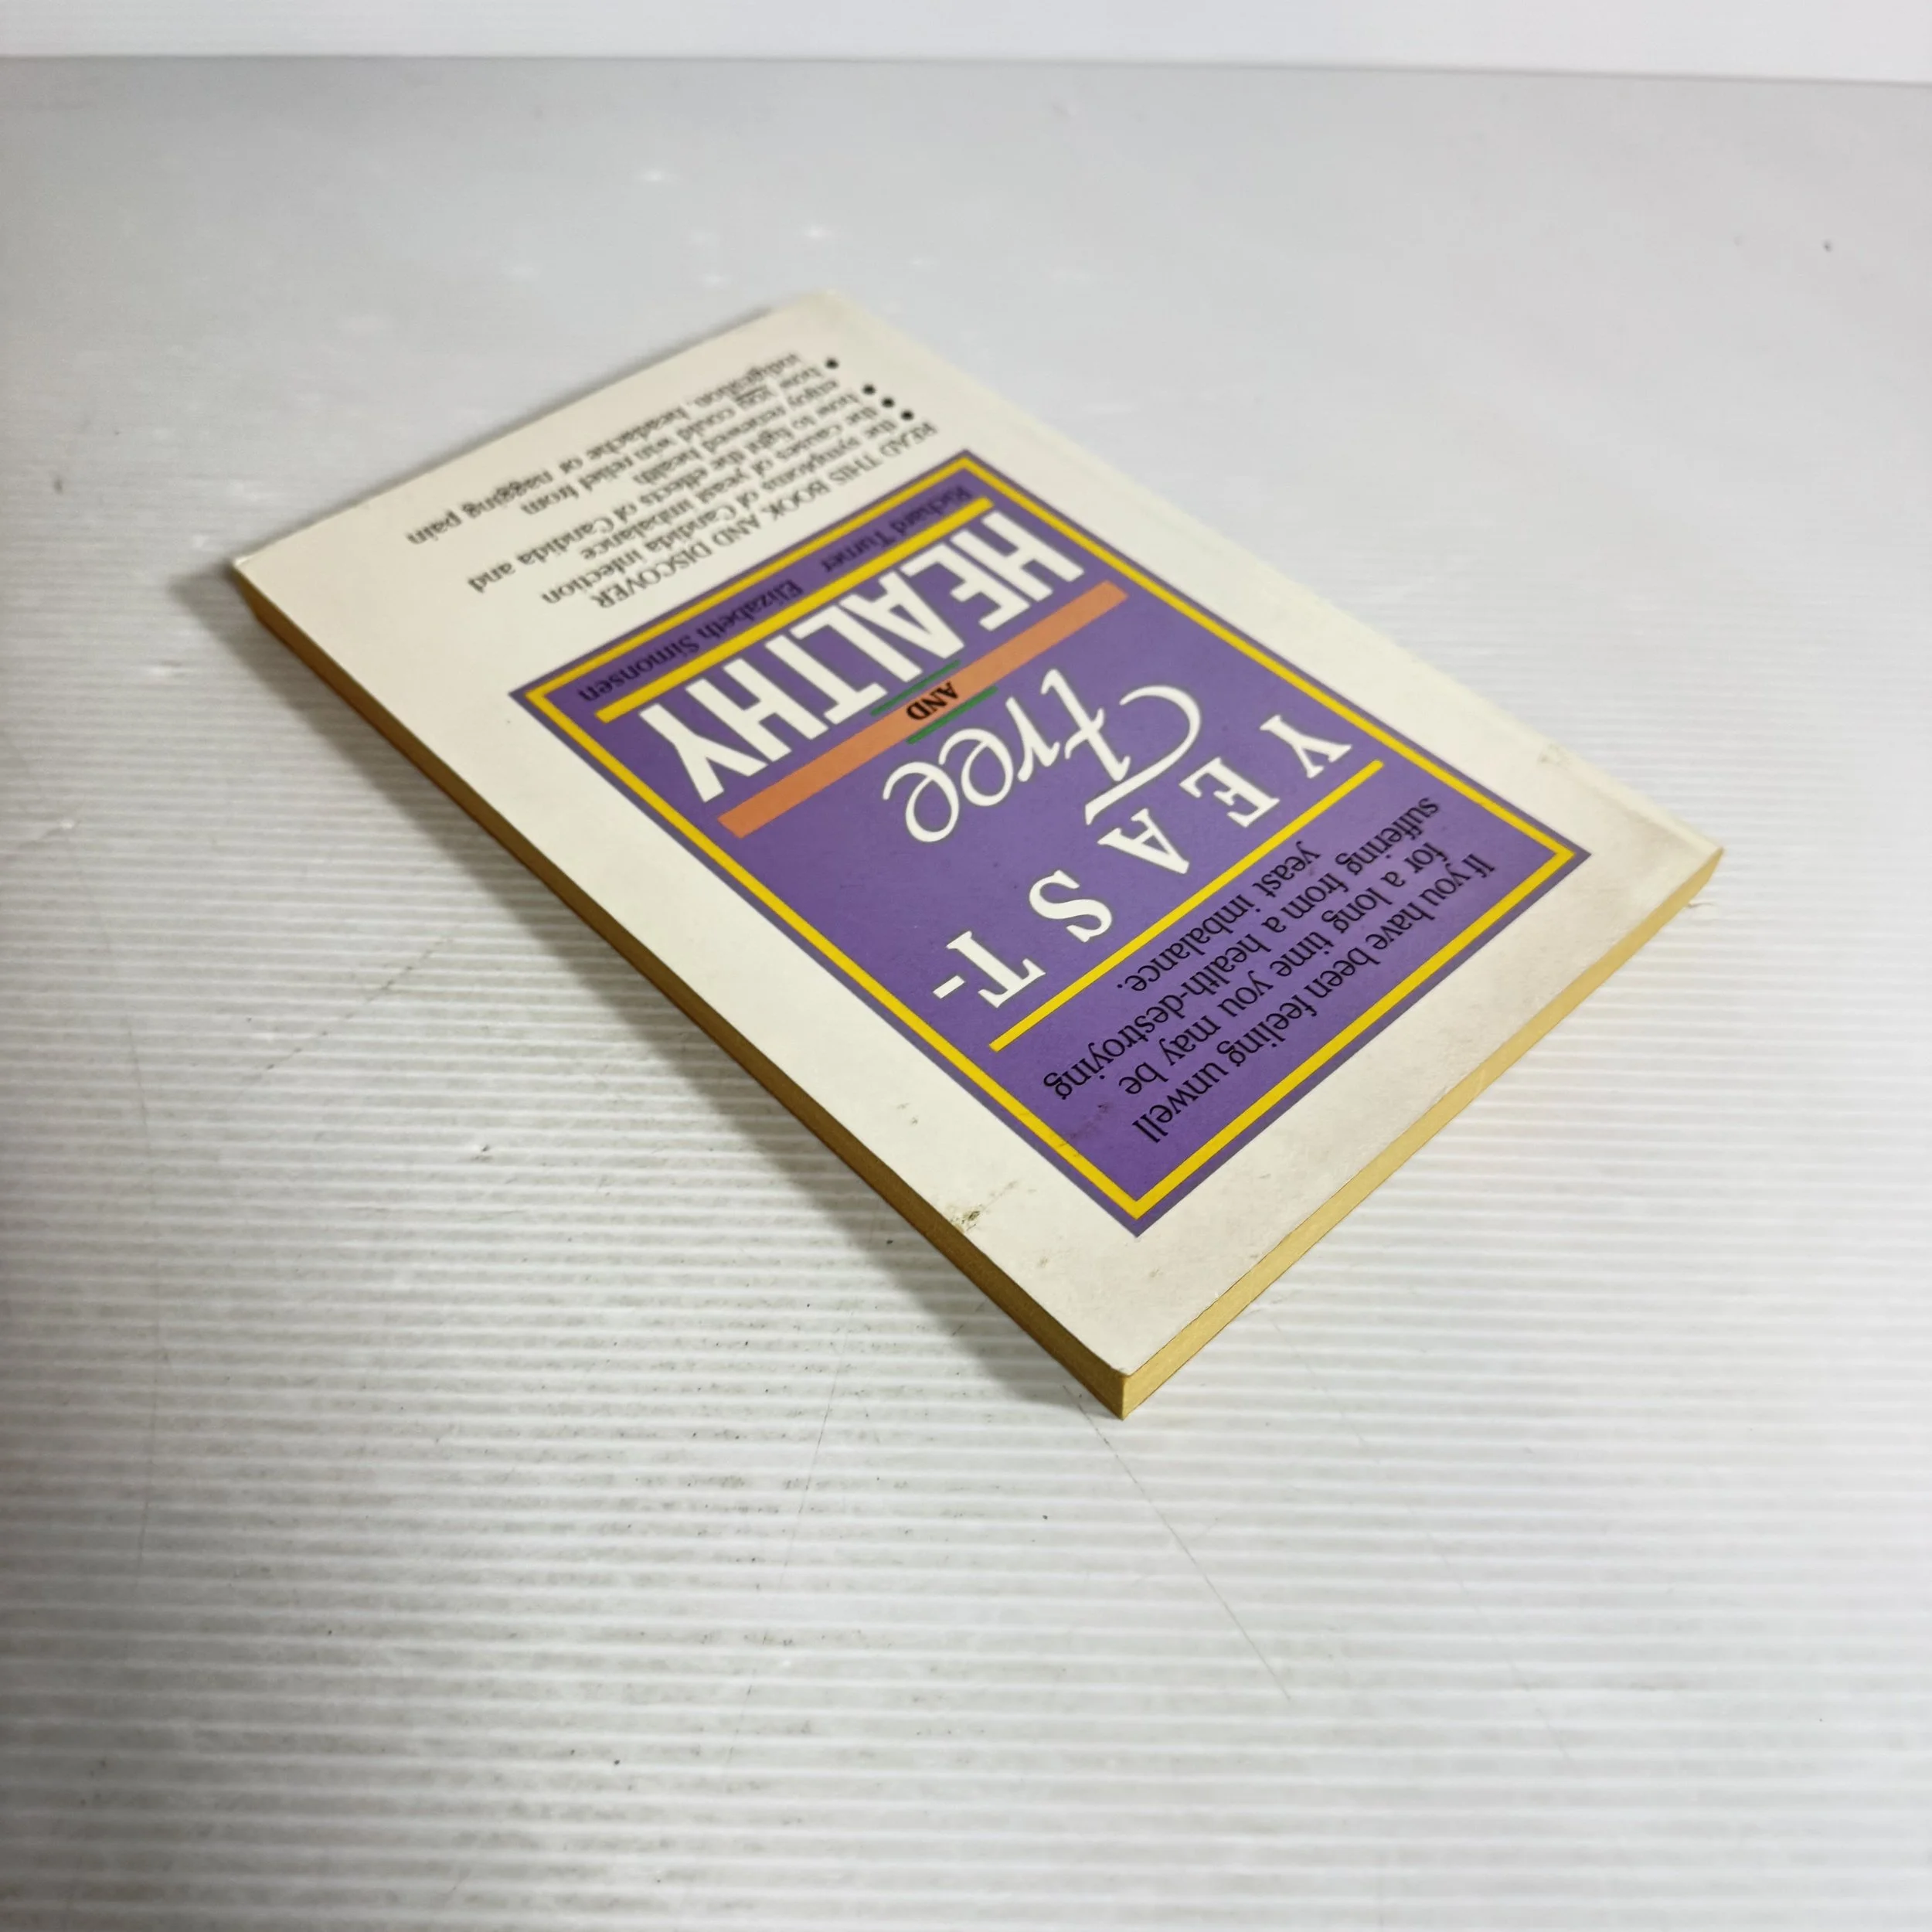 If you have been feeling unwell
for a long time you may be
suffering from a health-destroying
yeast imbalance.
YEAST-
free
AND
HEALTHY
Richard Turner Elizabeth Simonsen
READ THIS BOOK AND DISCOVER
• the symptoms of Candida infection
• the causes of yeast imbalance
• how to fight the effects of Candida and
enjoy renewed health
• how you could win relief from
indigestion, headache or nagging pain